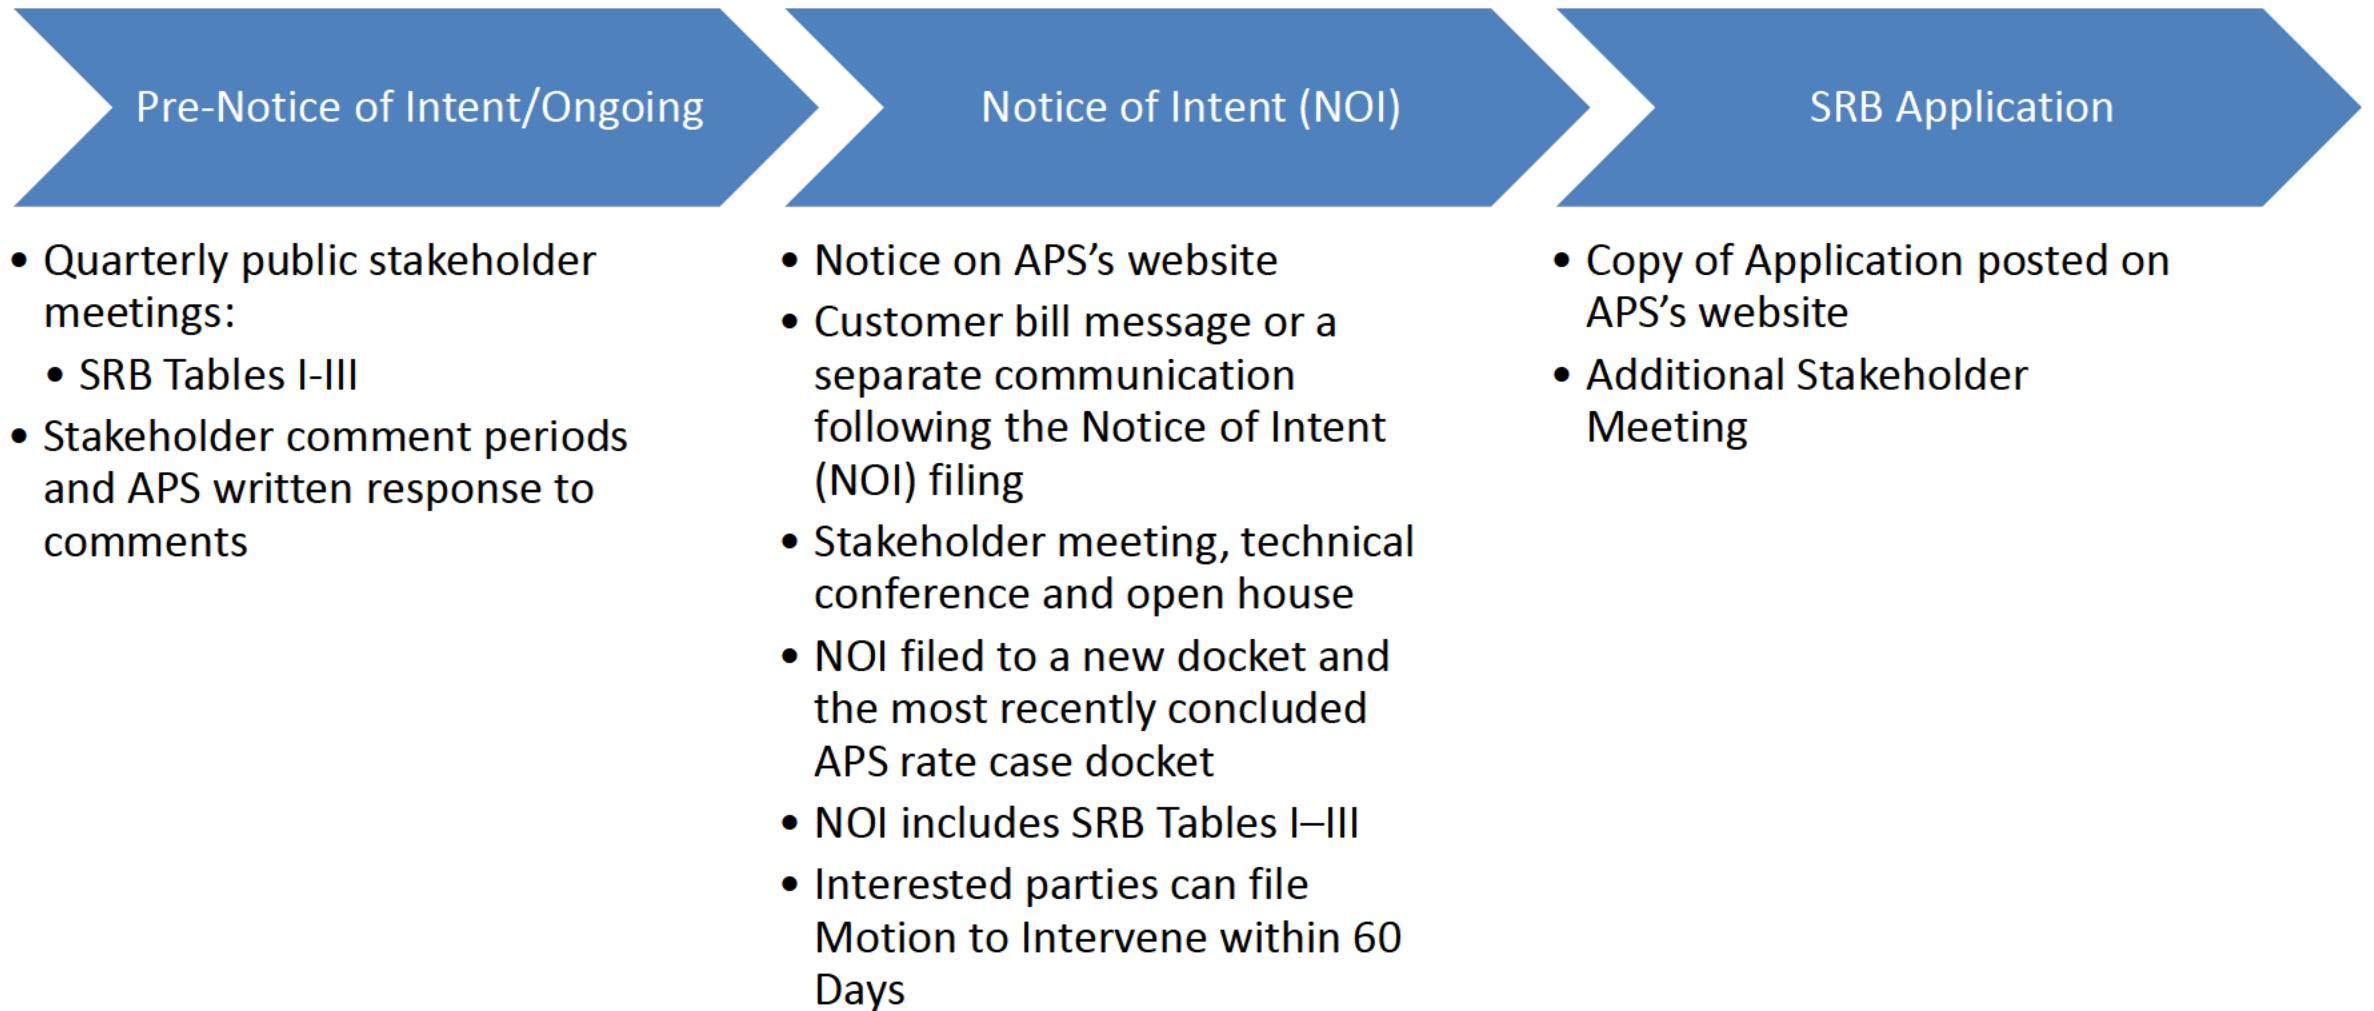 Pre-Notice of Intent/Ongoing
• Quarterly public stakeholder
meetings:
• SRB Tables I-III
• Stakeholder comment periods
and APS written response to
comments
Notice of Intent (NOI)
• Notice on APS’s website
• Customer bill message or a
separate communication
following the Notice of Intent
(NOI) filing
• Stakeholder meeting, technical
conference and open house
• NOI filed to a new docket and
the most recently concluded
APS rate case docket
• NOI includes SRB Tables I–III
• Interested parties can file
Motion to Intervene within 60
Days
SRB Application
• Copy of Application posted on
APS’s website
• Additional Stakeholder
Meeting